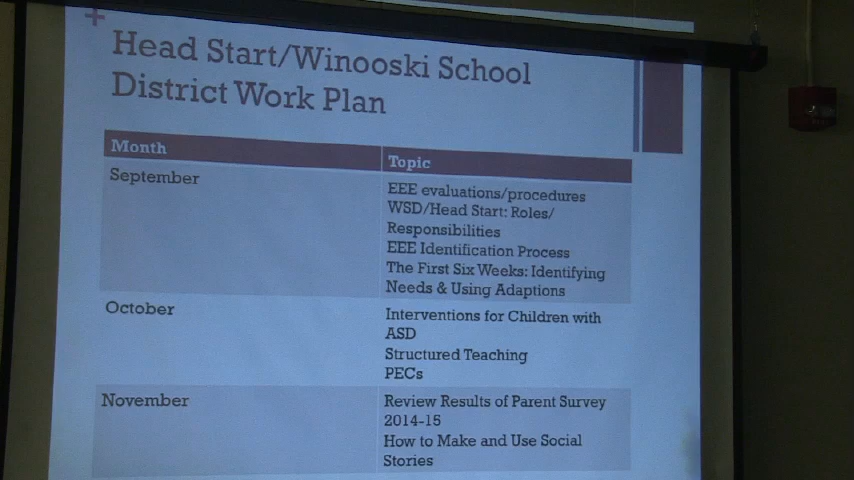 +
Head Start/Winooski School
District Work Plan
Month
Topic
September
EEE evaluations/procedures
WSD/Head Start: Roles/
Responsibilities
EEE Identification Process
The First Six Weeks: Identifying
Needs & Using Adaptions
October
Interventions for Children with
ASD
Structured Teaching
PECs
November
Review Results of Parent Survey
2014-15
How to Make and Use Social
Stories